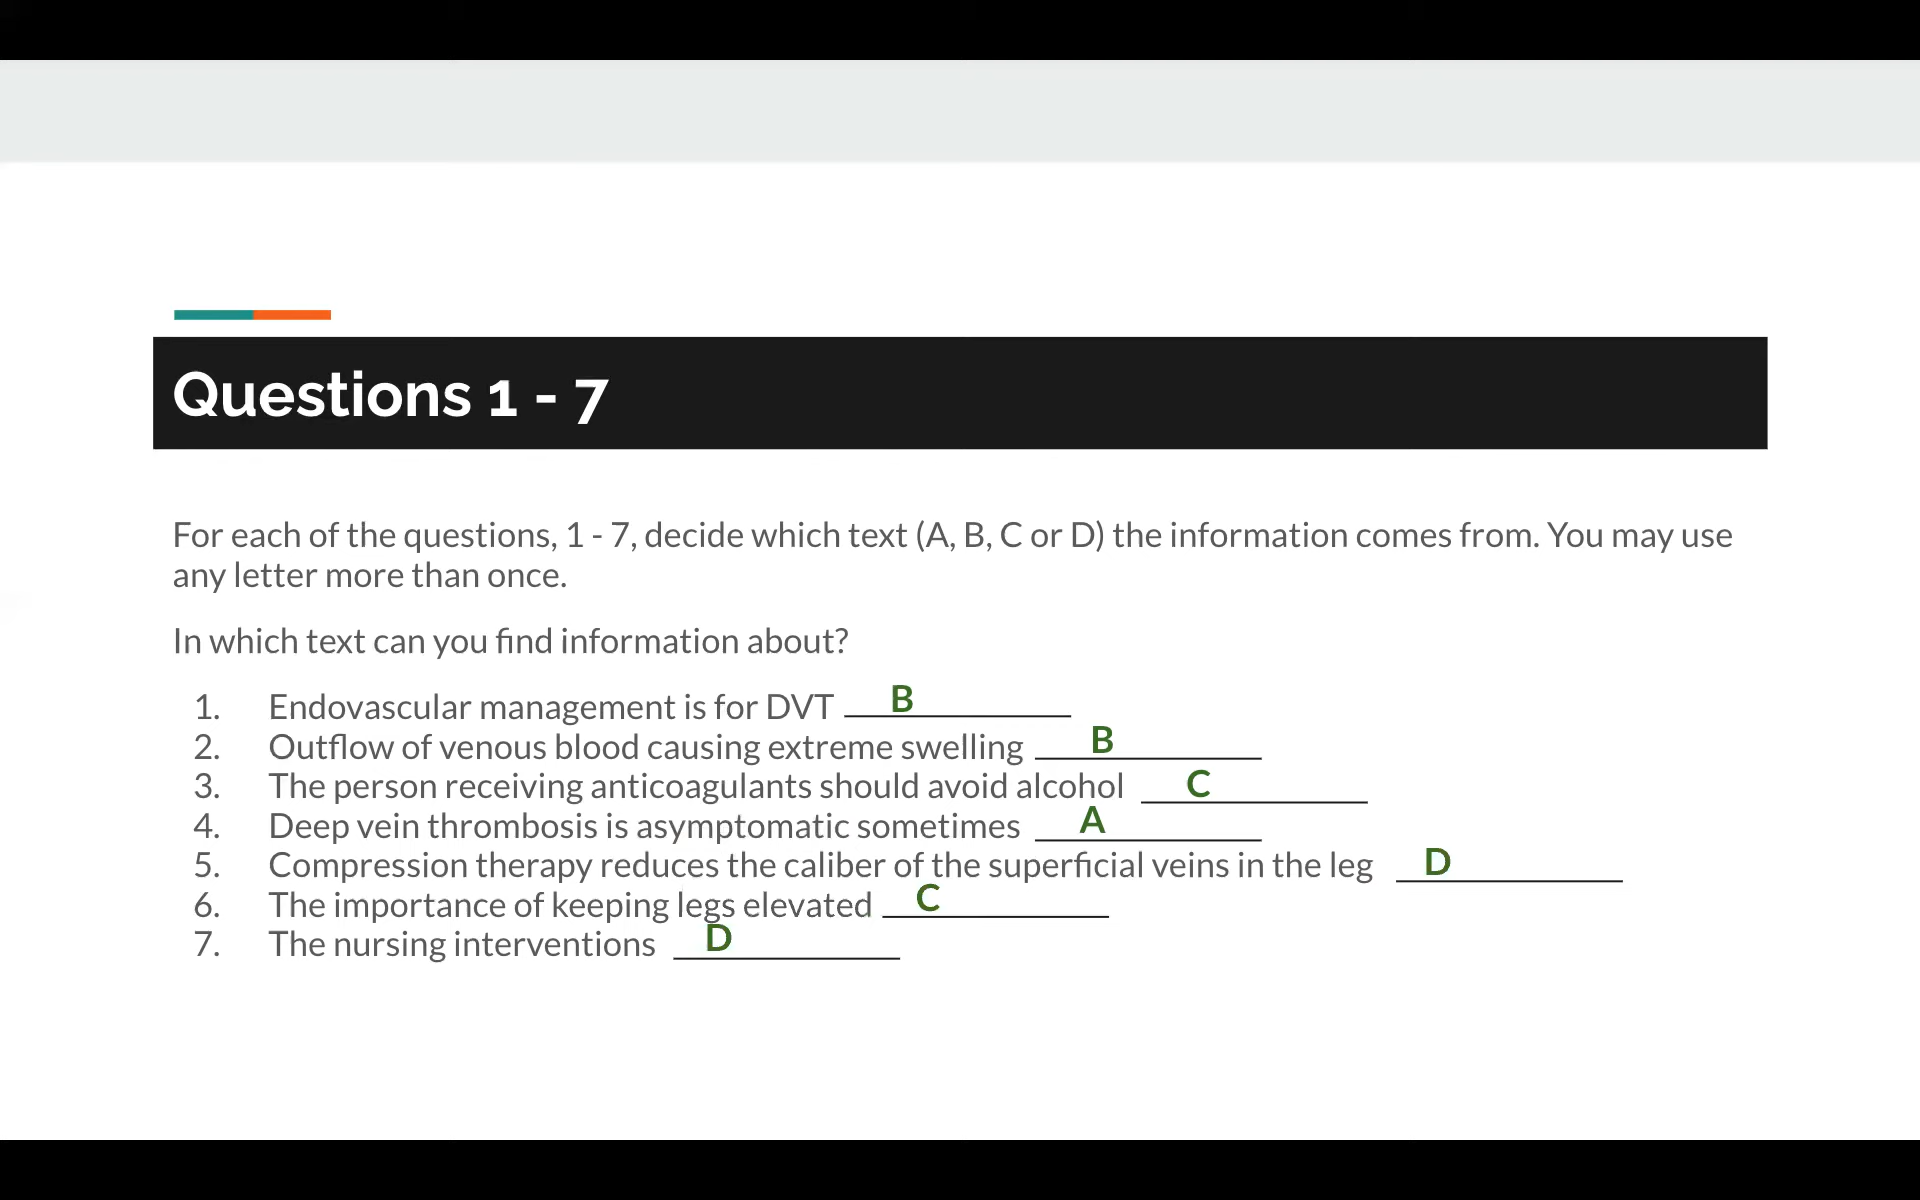 Questions 1 - 7
For each of the questions, 1 - 7, decide which text (A, B, C or D) the information comes from. You may use
any letter more than once.
In which text can you find information about?
1. Endovascular management is for DVT B
2. Outflow of venous blood causing extreme swelling B
3. The person receiving anticoagulants should avoid alcohol C
4. Deep vein thrombosis is asymptomatic sometimes A
5. Compression therapy reduces the caliber of the superficial veins in the leg D
6. The importance of keeping legs elevated C
7. The nursing interventions D